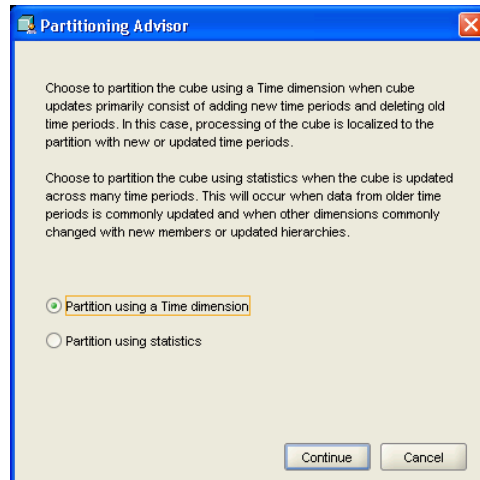 Partitioning Advisor
Choose to partition the cube using a Time dimension when cube
updates primarily consist of adding new time periods and deleting old
time periods. In this case, processing of the cube is localized to the
partition with new or updated time periods.
Choose to partition the cube using statistics when the cube is updated
across many time periods. This will occur when data from older time
periods is commonly updated and when other dimensions commonly
changed with new members or updated hierarchies.
Partition using a Time dimension
Partition using statistics
Continue Cancel